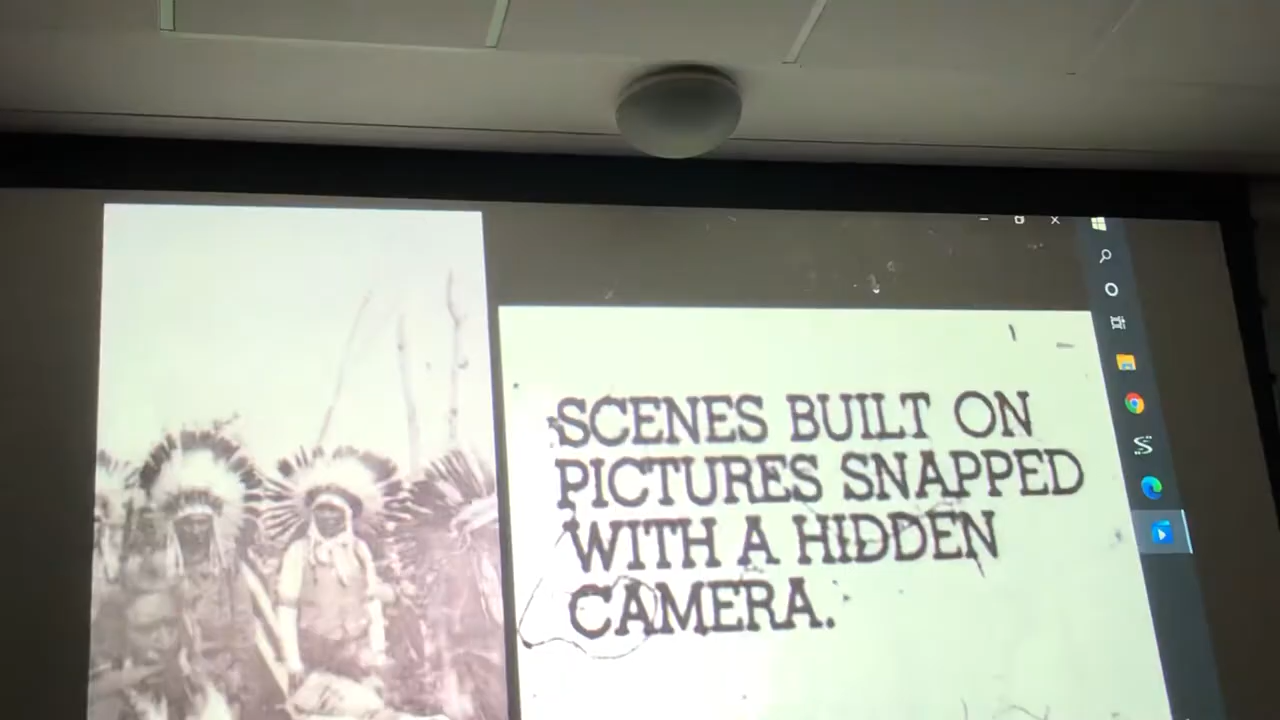 SCENES BUILT ON
PICTURES SNAPPED
WITH A HIDDEN
CAMERA.